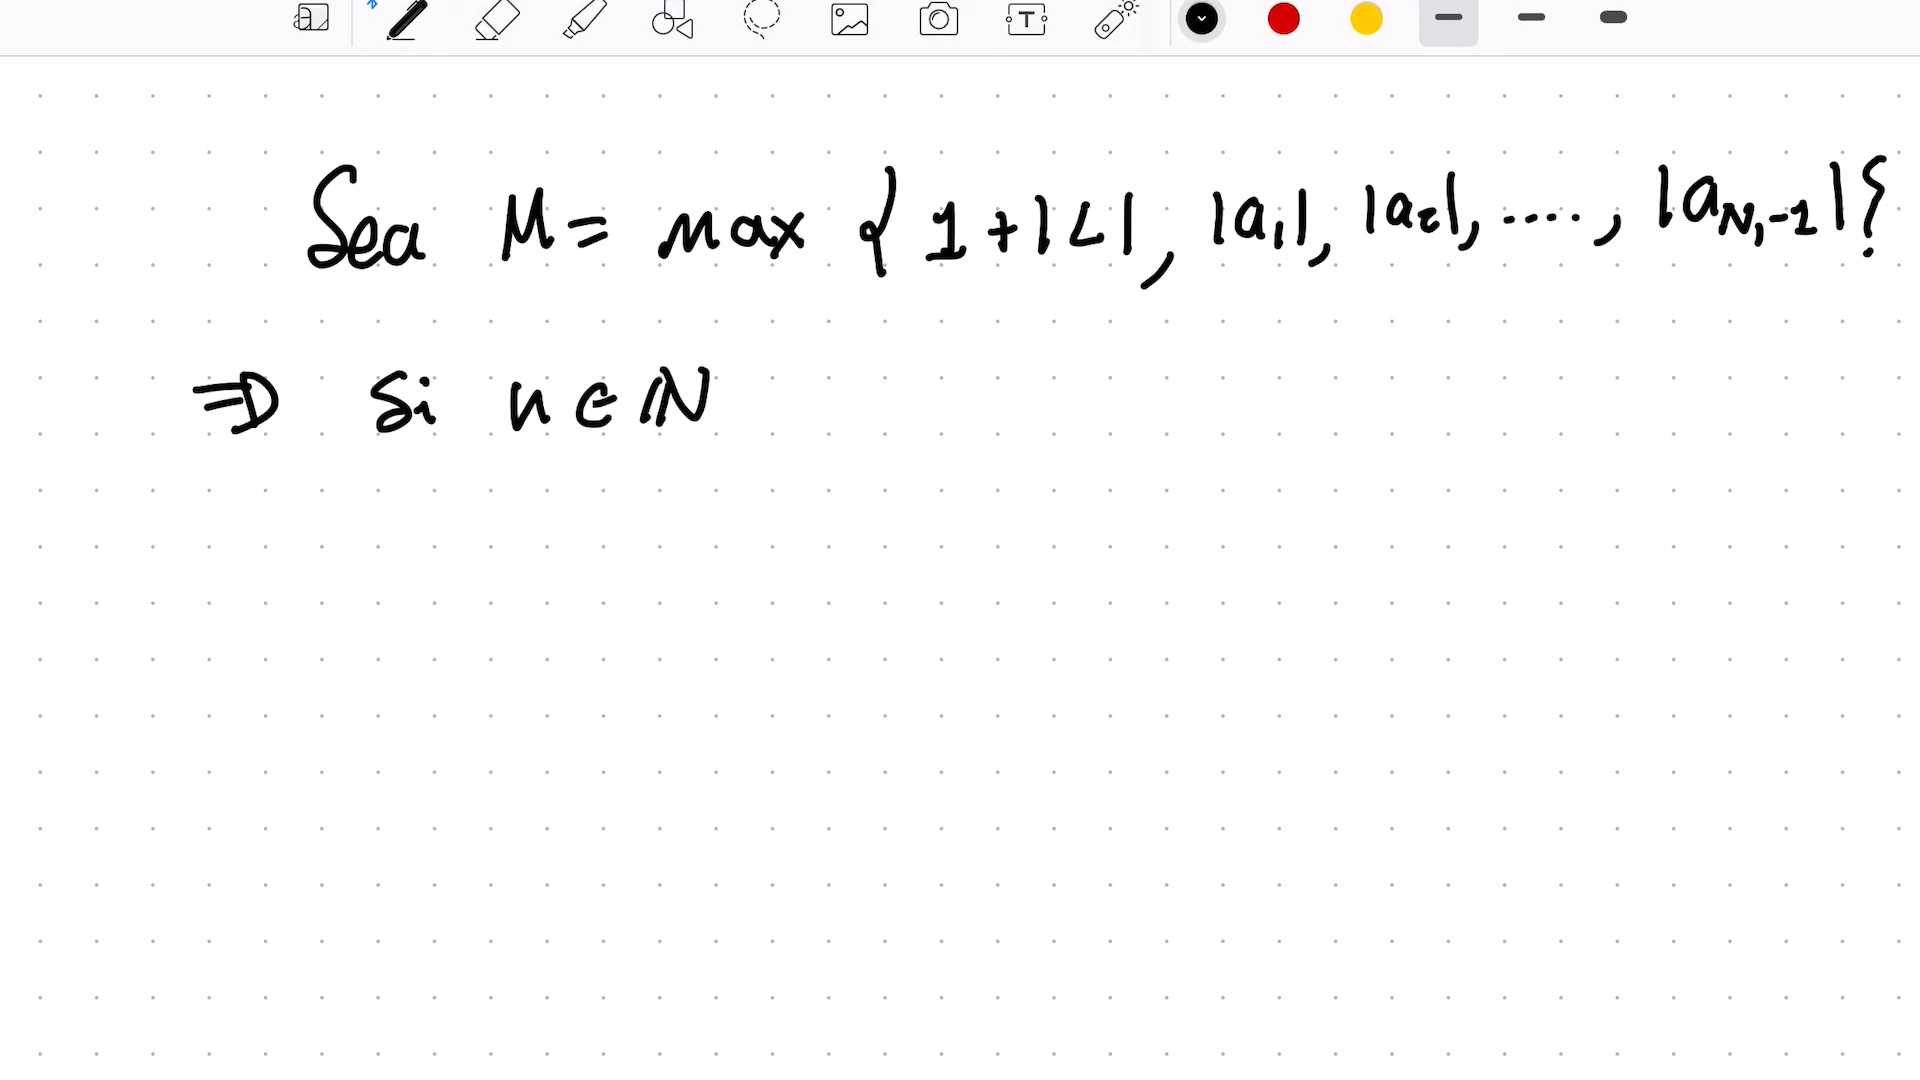 Sea M = max { 1 + |L|, |a₁|, |a₂|, ...., |a_{N₁-1}| }
⇒ Si n ∈ ℕ